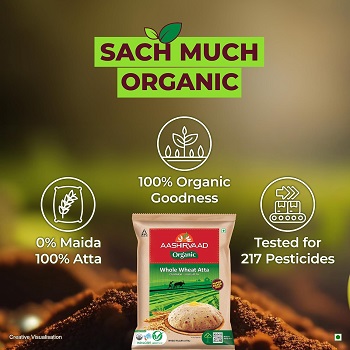 SACH MUCH
ORGANIC
100% Organic
Goodness
0% Maida
100% Atta
Tested for
217 Pesticides
AASHIRVAAD
Organic
Whole Wheat Atta
Creative Visualisation